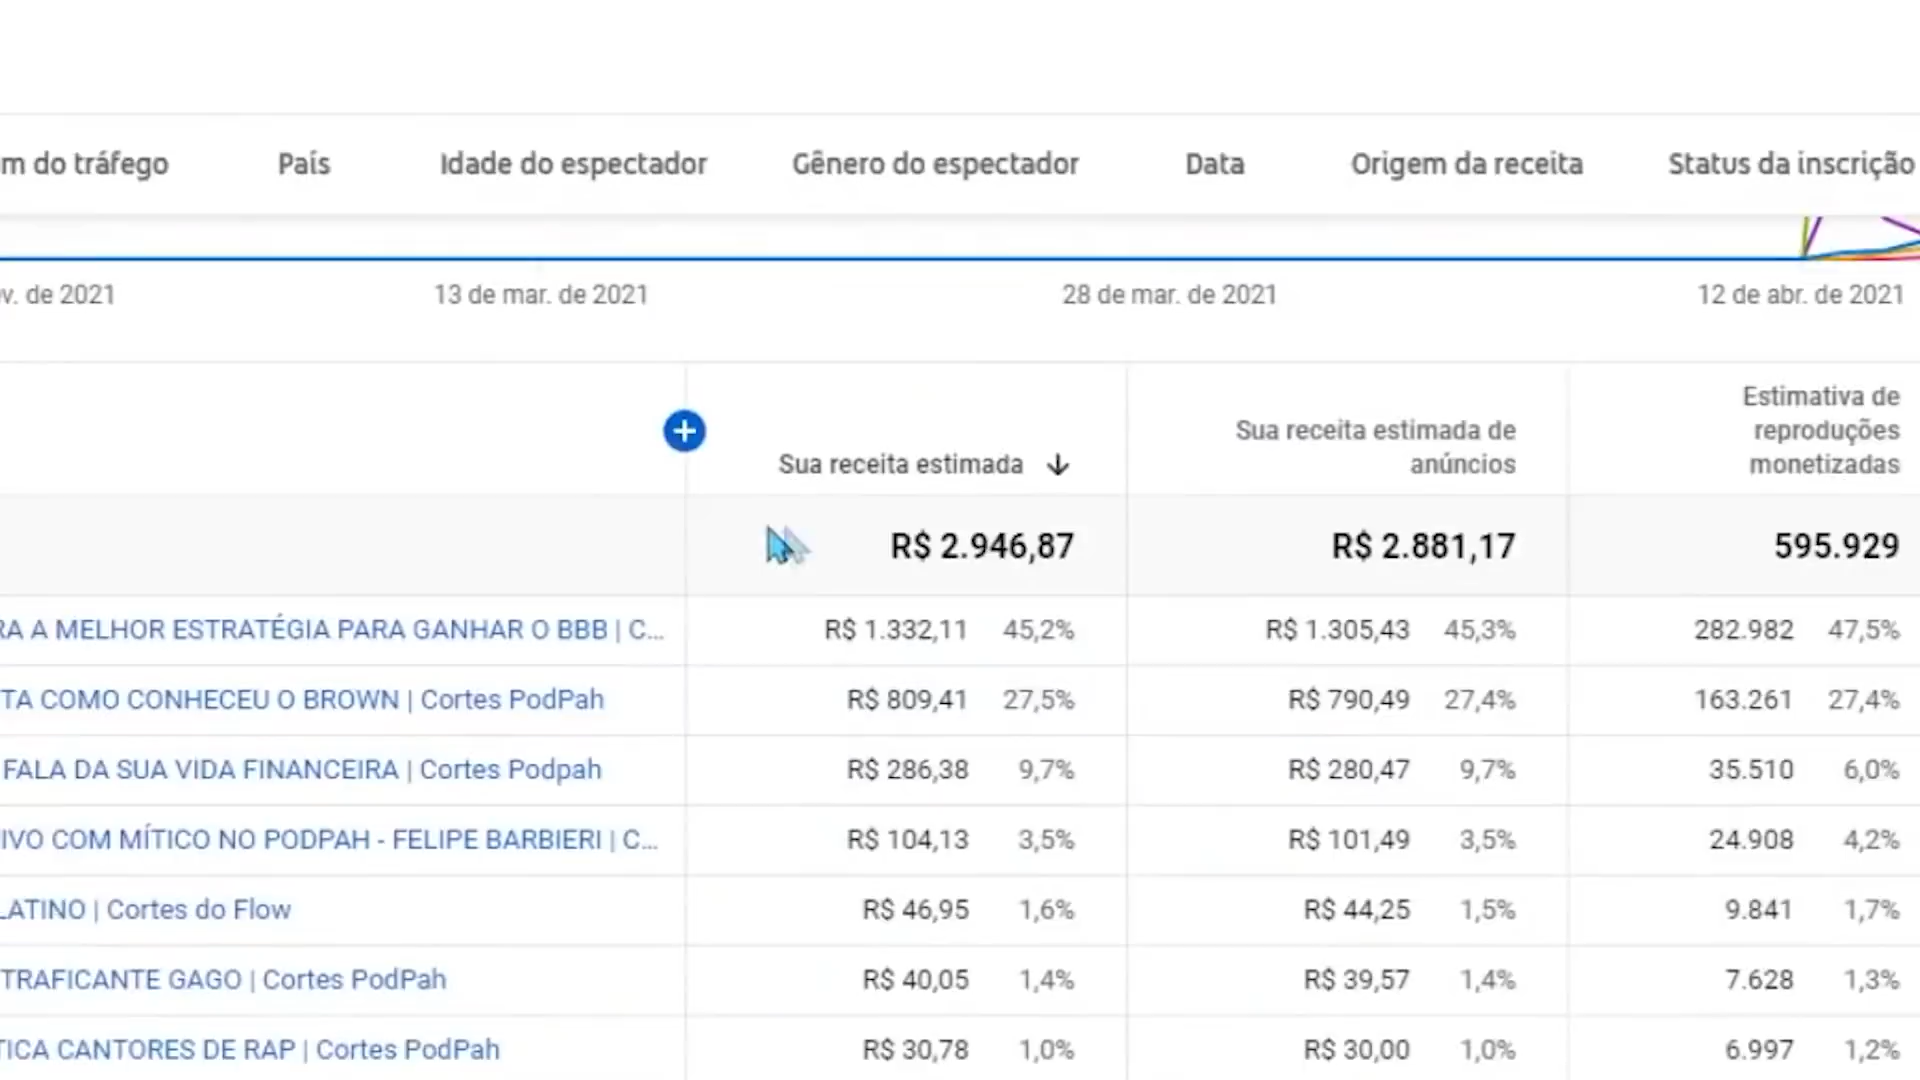 m do tráfego País Idade do espectador Gênero do espectador Data Origem da receita Status da inscrição
v. de 2021 13 de mar. de 2021 28 de mar. de 2021 12 de abr. de 2021
Sua receita estimada
Sua receita estimada de
anúncios
Estimativa de
reproduções
monetizadas
R$ 2.946,87 R$ 2.881,17 595.929
RA A MELHOR ESTRATÉGIA PARA GANHAR O BBB | C... R$ 1.332,11 45,2% R$ 1.305,43 45,3% 282.982 47,5%
TA COMO CONHECEU O BROWN | Cortes PodPah R$ 809,41 27,5% R$ 790,49 27,4% 163.261 27,4%
FALA DA SUA VIDA FINANCEIRA | Cortes Podpah R$ 286,38 9,7% R$ 280,47 9,7% 35.510 6,0%
IVO COM MÍTICO NO PODPAH - FELIPE BARBIERI | C... R$ 104,13 3,5% R$ 101,49 3,5% 24.908 4,2%
LATINO | Cortes do Flow R$ 46,95 1,6% R$ 44,25 1,5% 9.841 1,7%
TRAFICANTE GAGO | Cortes PodPah R$ 40,05 1,4% R$ 39,57 1,4% 7.628 1,3%
TICA CANTORES DE RAP | Cortes PodPah R$ 30,78 1,0% R$ 30,00 1,0% 6.997 1,2%